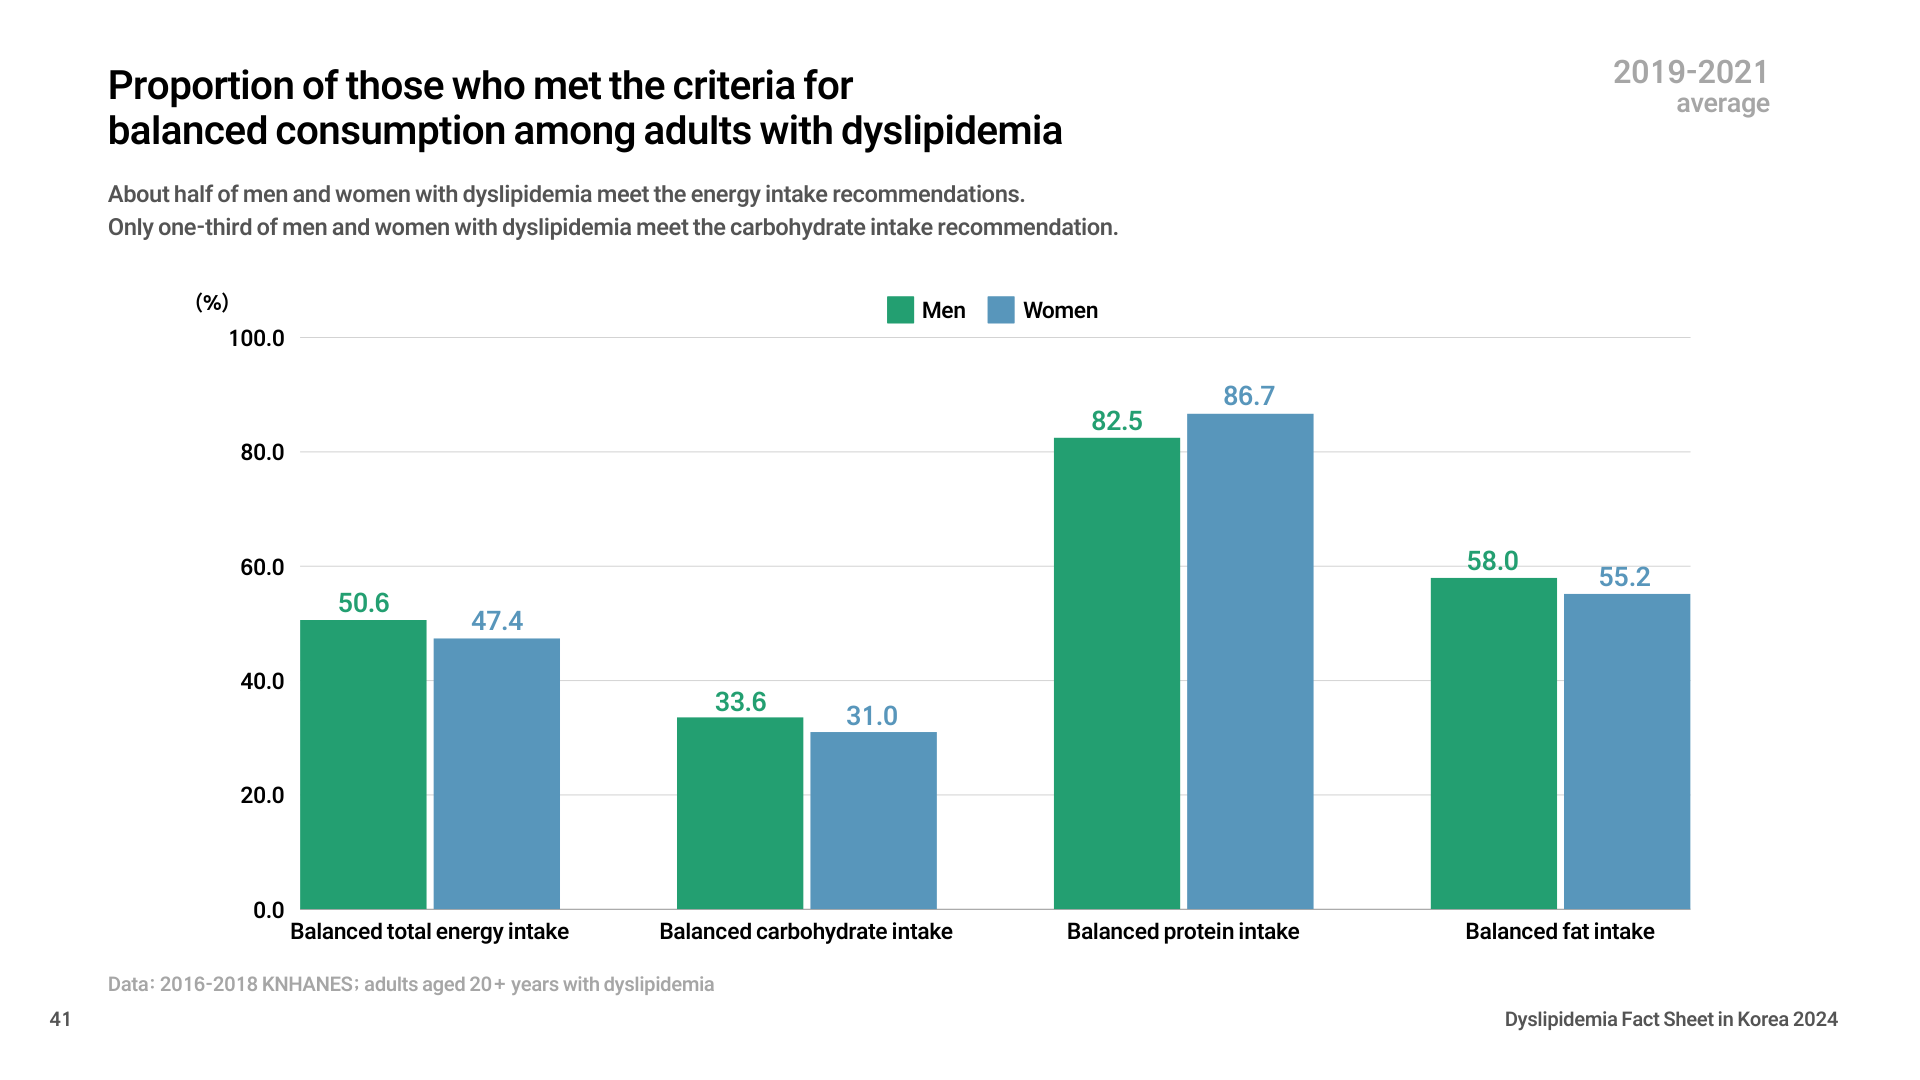 Proportion of those who met the criteria for
balanced consumption among adults with dyslipidemia
2019-2021
average
About half of men and women with dyslipidemia meet the energy intake recommendations.
Only one-third of men and women with dyslipidemia meet the carbohydrate intake recommendation.
(%)
Men Women
100.0
80.0
60.0
40.0
20.0
0.0
50.6
47.4
33.6
31.0
82.5
86.7
58.0
55.2
Balanced total energy intake
Balanced carbohydrate intake
Balanced protein intake
Balanced fat intake
Data: 2016-2018 KNHANES; adults aged 20+ years with dyslipidemia
41
Dyslipidemia Fact Sheet in Korea 2024